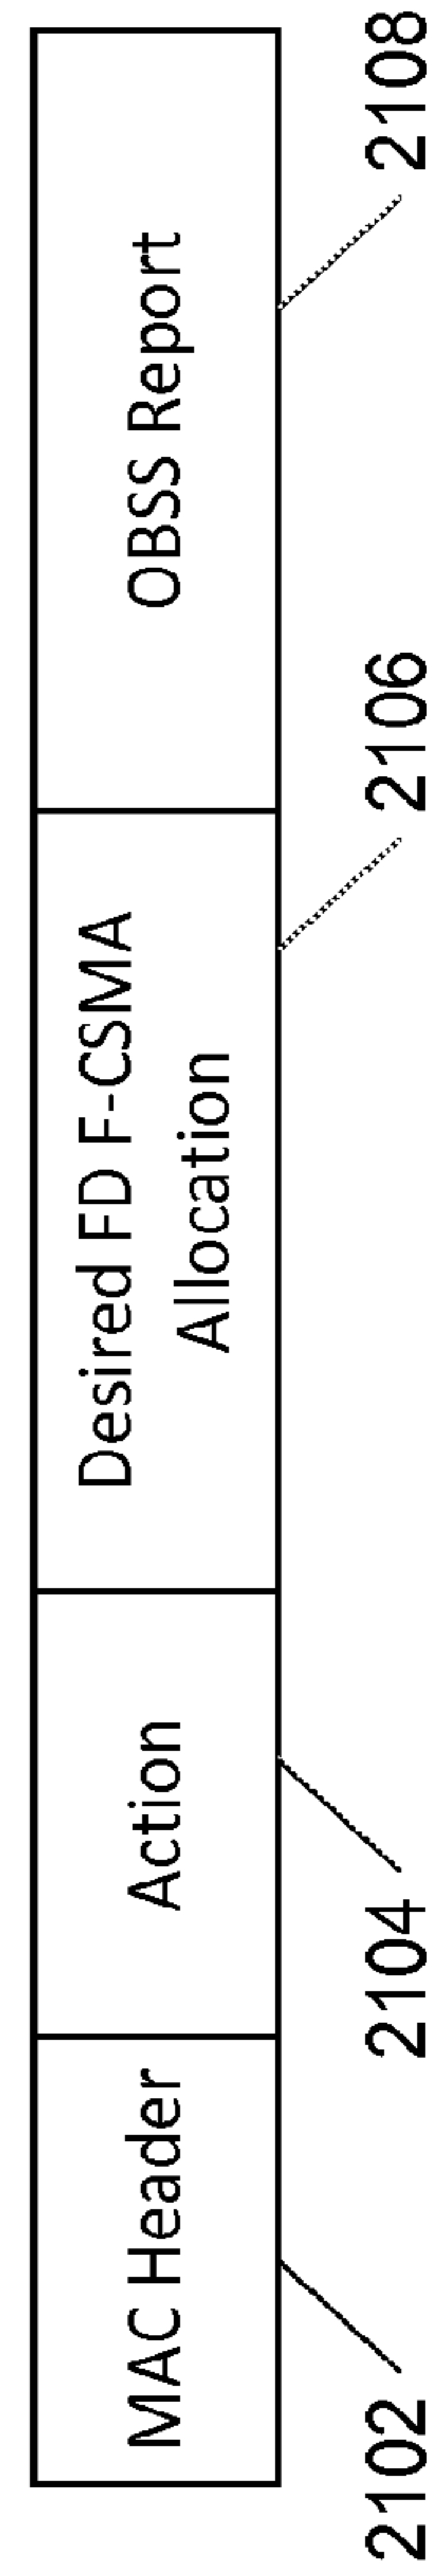 MAC Header
Action
Desired FD F-CSMA
Allocation
OBSS Report
2102
2104
2106
2108